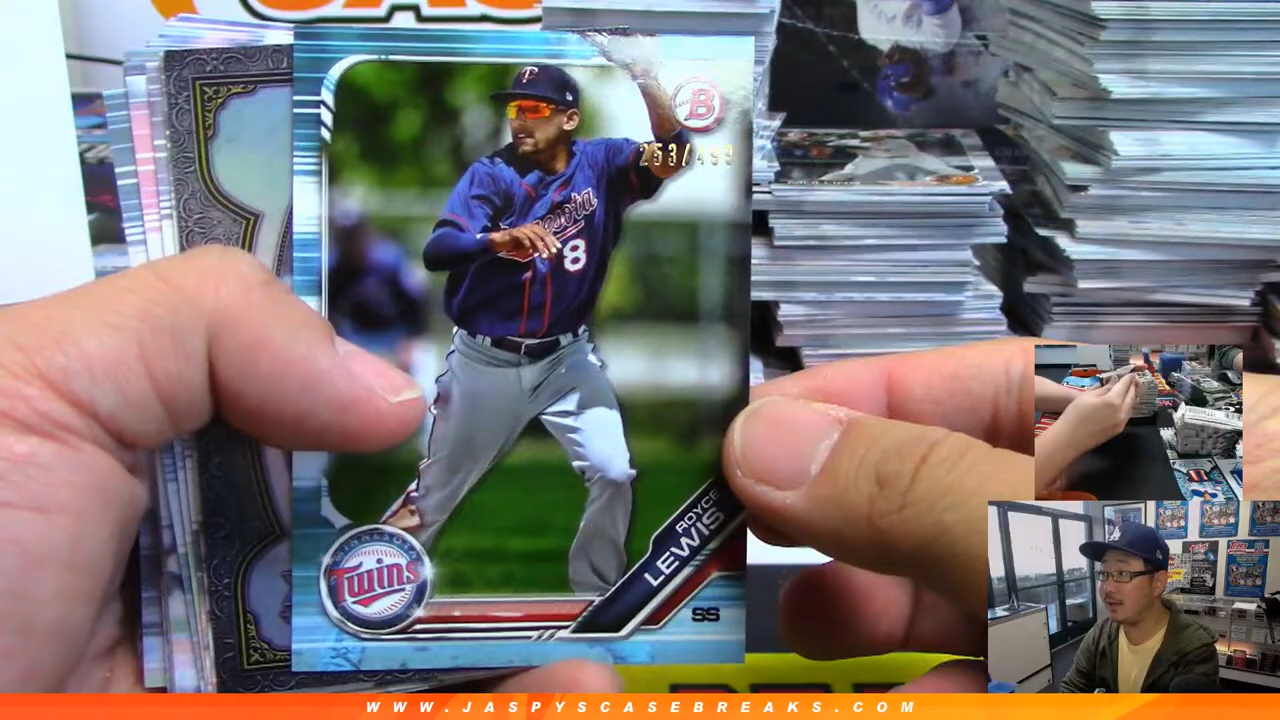 T
B
253/499
Minnesota
8
ROYCE
LEWIS
MINNESOTA
Twins
SS
WWW.JASPYSCASEBREAKS.COM